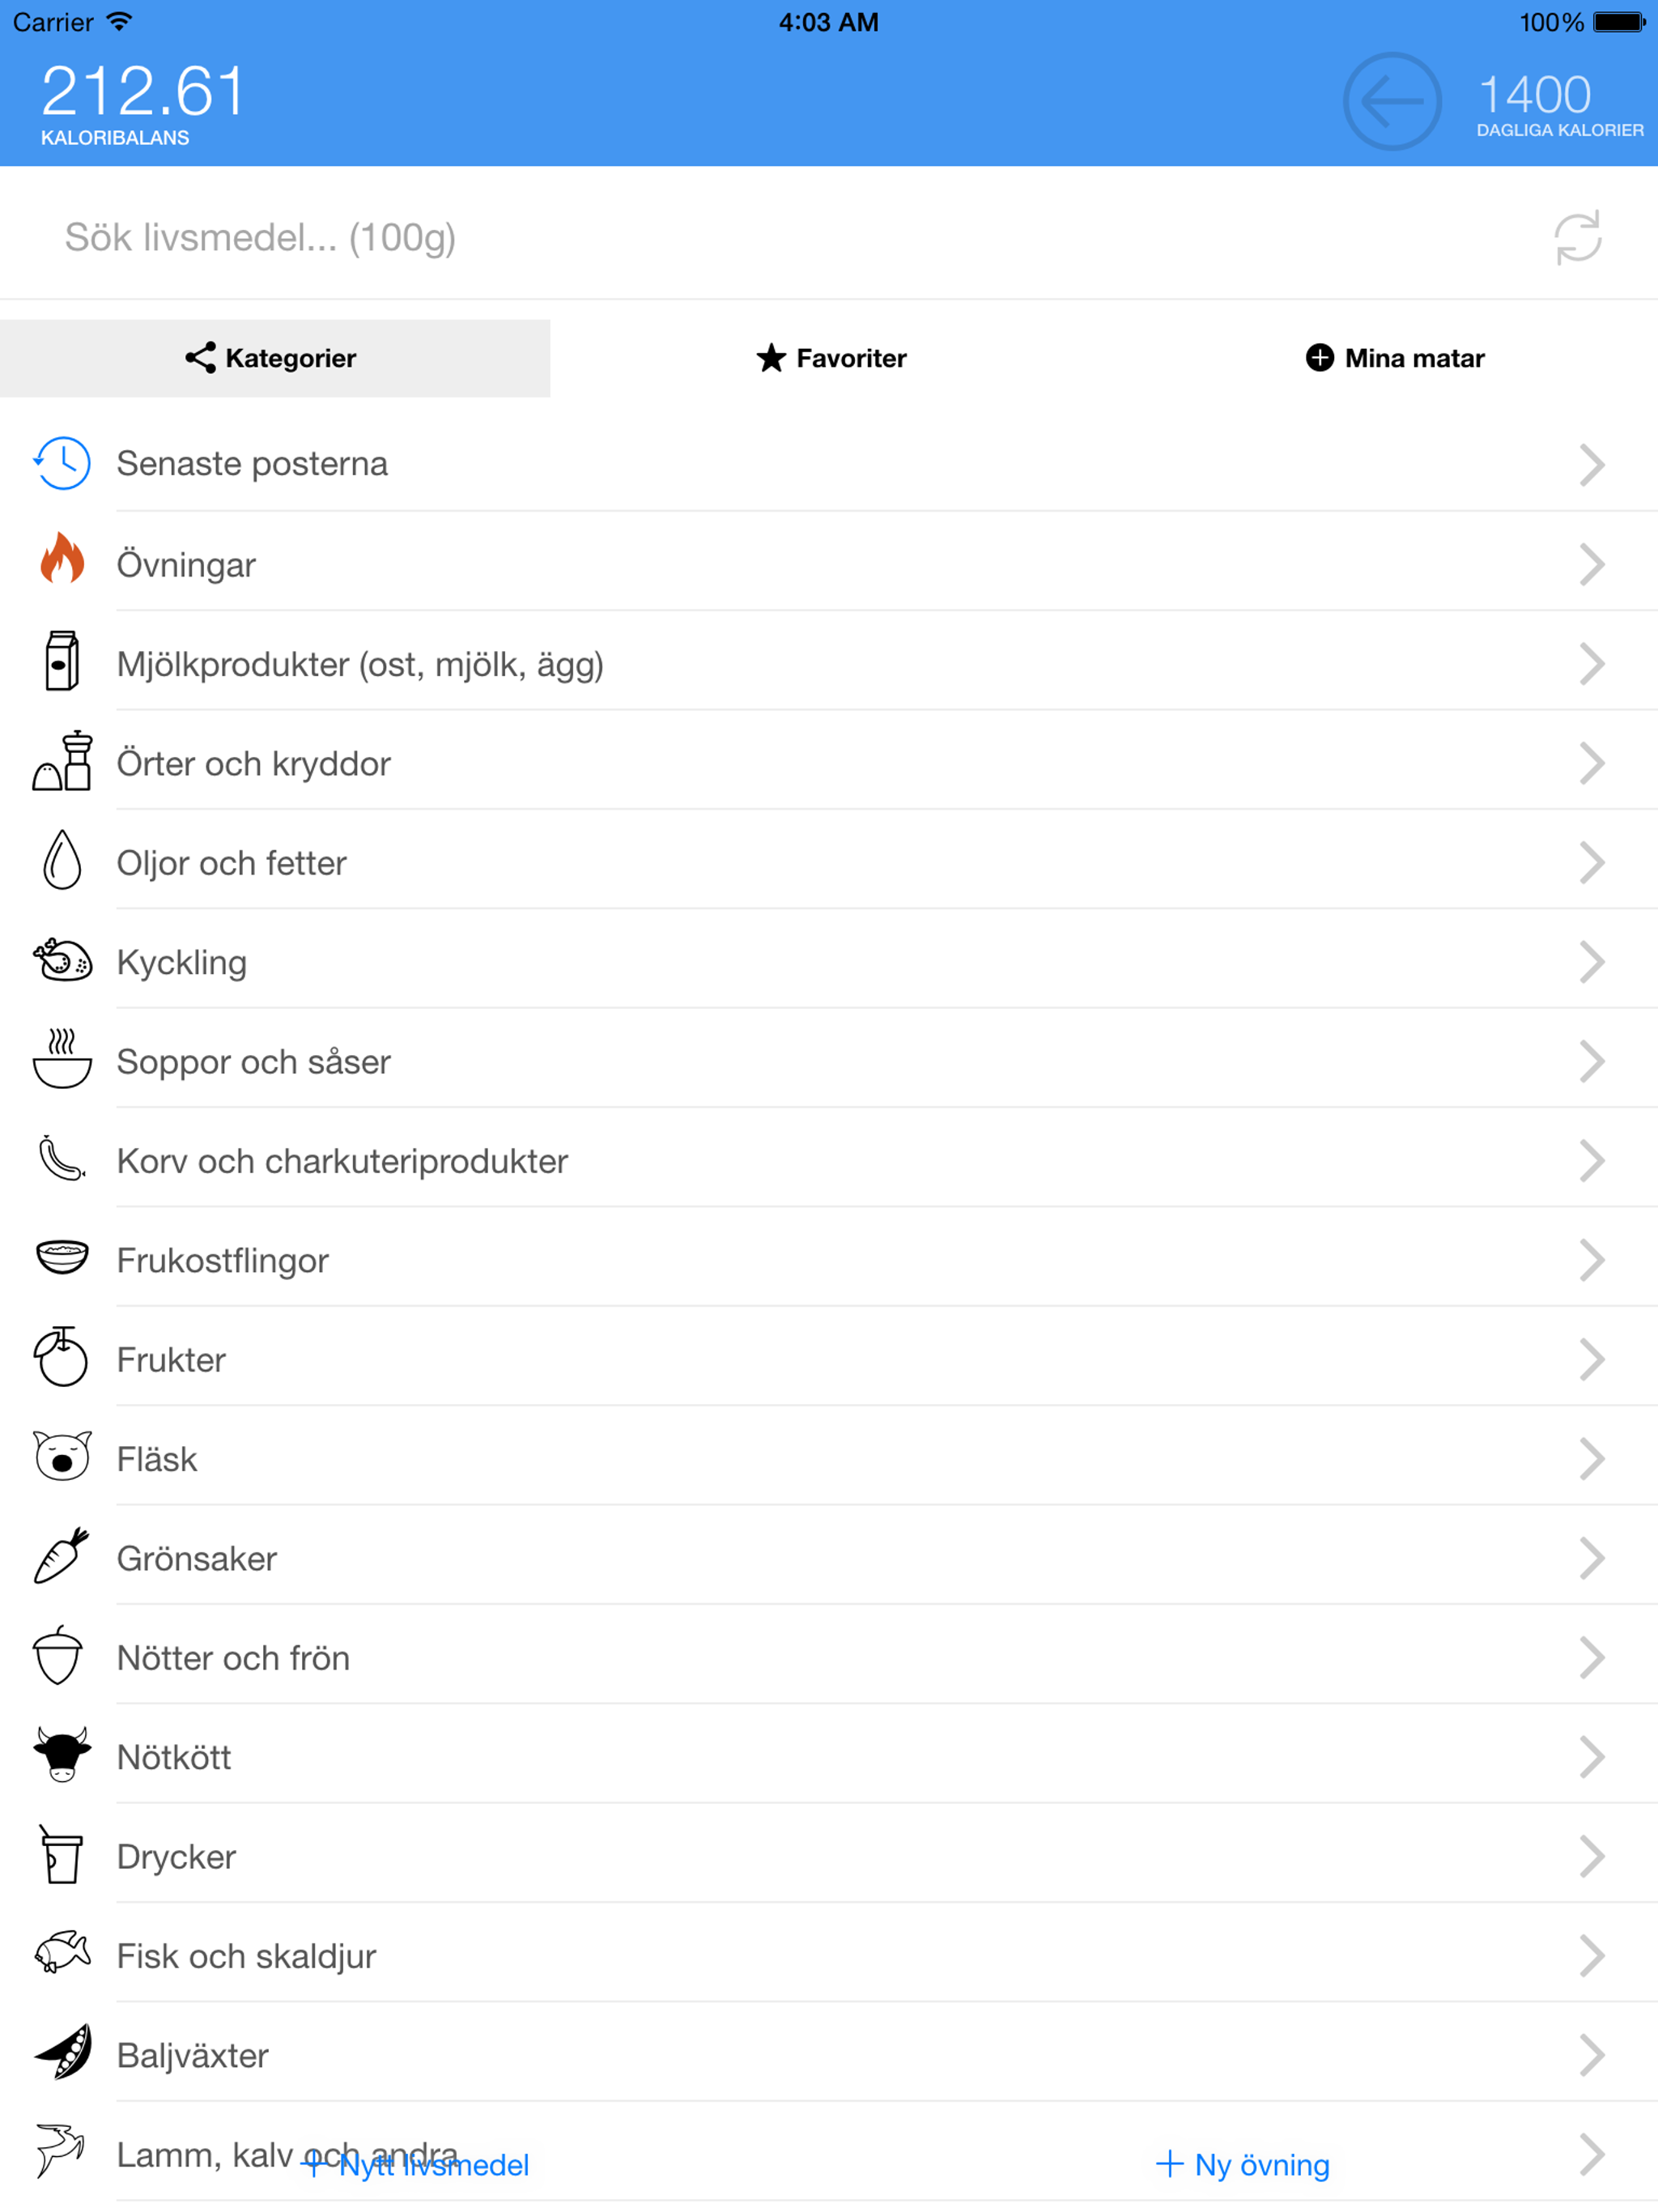 Carrier 4:03 AM 100%
212.61
KALORIBALANS
1400
DAGLIGA KALORIER
Sök livsmedel... (100g)
Kategorier Favoriter Mina matar
Senaste posterna
Övningar
Mjölkprodukter (ost, mjölk, ägg)
Örter och kryddor
Oljor och fetter
Kyckling
Soppor och såser
Korv och charkuteriprodukter
Frukostflingor
Frukter
Fläsk
Grönsaker
Nötter och frön
Nötkött
Drycker
Fisk och skaldjur
Baljväxter
Lamm, kalv och andra
+ Nytt livsmedel + Ny övning